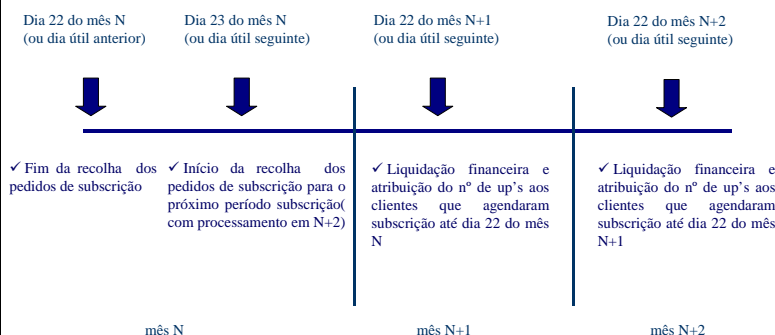 Dia 22 do mês N
(ou dia útil anterior)
Dia 23 do mês N
(ou dia útil seguinte)
Dia 22 do mês N+1
(ou dia útil seguinte)
Dia 22 do mês N+2
(ou dia útil seguinte)
✓ Fim da recolha dos
pedidos de subscrição
✓ Início da recolha dos
pedidos de subscrição para o
próximo período subscrição(
com processamento em N+2)
✓ Liquidação financeira e
atribuição do nº de up's aos
clientes que agendaram
subscrição até dia 22 do mês
N
✓ Liquidação financeira e
atribuição do nº de up's aos
clientes que agendaram
subscrição até dia 22 do mês
N+1
mês N
mês N+1
mês N+2